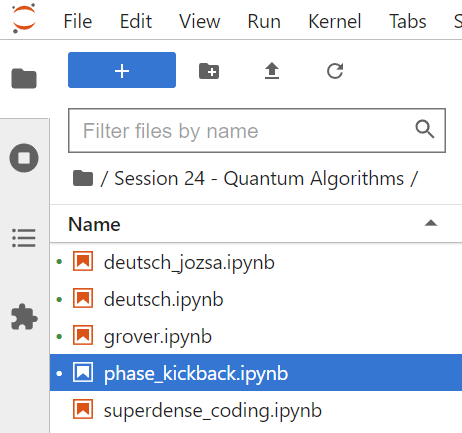 File Edit View Run Kernel Tabs S
+
Filter files by name
/ Session 24 - Quantum Algorithms /
Name
deutsch_jozsa.ipynb
deutsch.ipynb
grover.ipynb
phase_kickback.ipynb
superdense_coding.ipynb